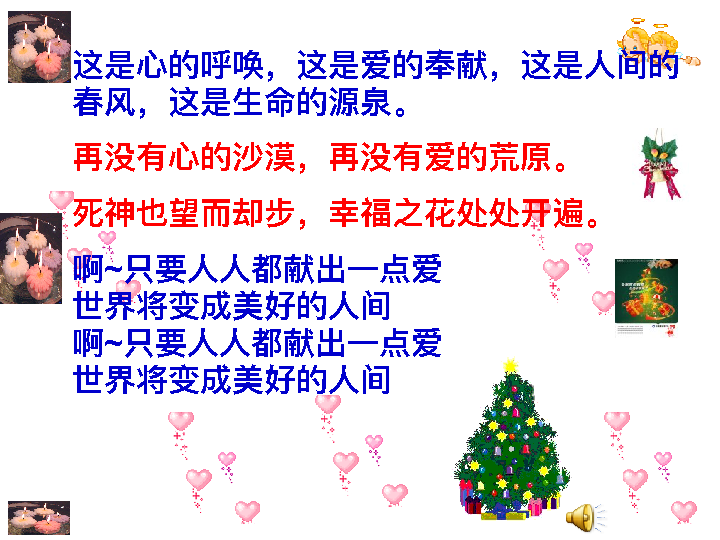 这是心的呼唤，这是爱的奉献，这是人间的
春风，这是生命的源泉。
再没有心的沙漠，再没有爱的荒原。
死神也望而却步，幸福之花处处开遍。
啊~只要人人都献出一点爱
世界将变成美好的人间
啊~只要人人都献出一点爱
世界将变成美好的人间